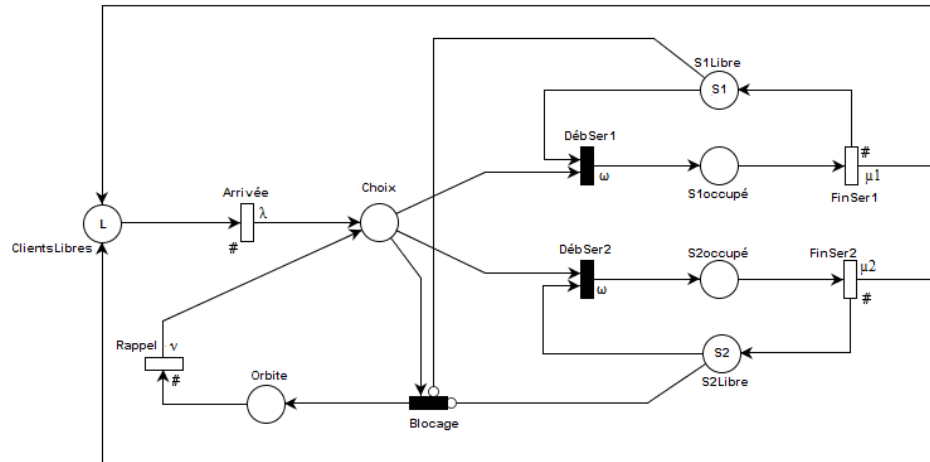 S1Libre
S1
DébSer1
ω
S1occupé
#
μ1
FinSer1
Arrivée
λ
#
Choix
L
ClientsLibres
DébSer2
ω
S2occupé
FinSer2
μ2
#
Rappel
ν
#
Orbite
S2
S2Libre
Blocage